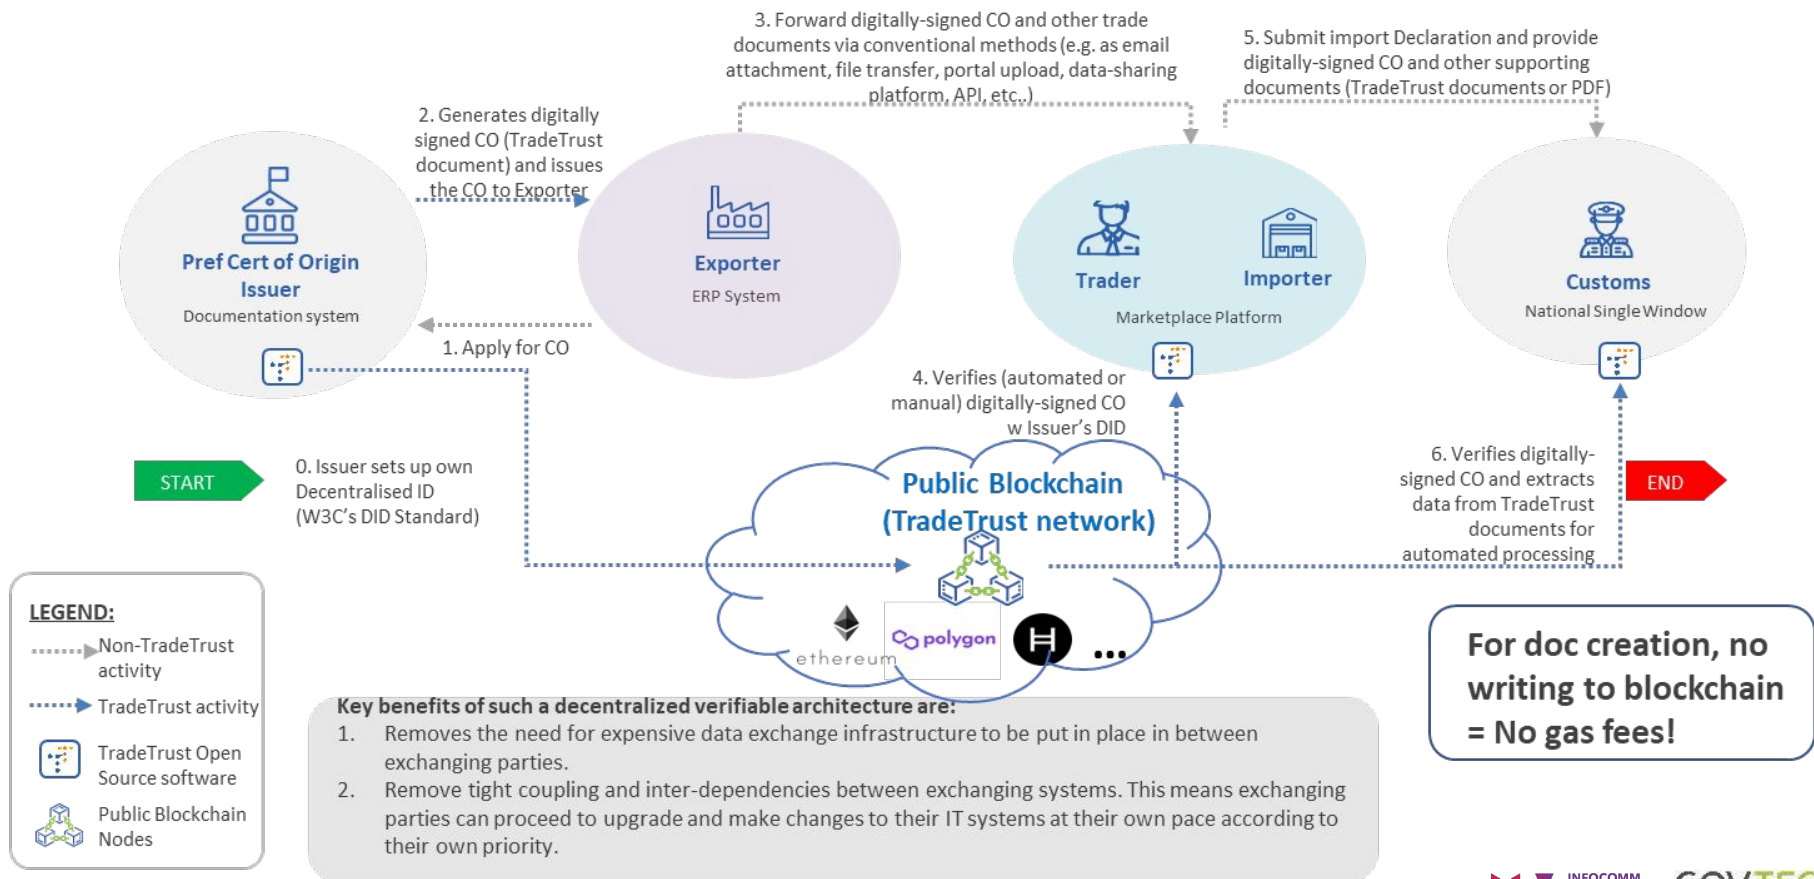 3. Forward digitally-signed CO and other trade
documents via conventional methods (e.g. as email
attachment, file transfer, portal upload, data-sharing
platform, API, etc..)
5. Submit import Declaration and provide
digitally-signed CO and other supporting
documents (TradeTrust documents or PDF)
2. Generates digitally
signed CO (TradeTrust
document) and issues
the CO to Exporter
Pref Cert of Origin
Issuer
Documentation system
Exporter
ERP System
Trader
Importer
Marketplace Platform
Customs
National Single Window
1. Apply for CO
4. Verifies (automated or
manual) digitally-signed CO
w Issuer's DID
START
0. Issuer sets up own
Decentralised ID
(W3C's DID Standard)
Public Blockchain
(TradeTrust network)
6. Verifies digitally-
signed CO and extracts
data from TradeTrust
documents for
automated processing
END
ethereum
polygon
...
LEGEND:
Non-TradeTrust
activity
TradeTrust activity
TradeTrust Open
Source software
Public Blockchain
Nodes
For doc creation, no
writing to blockchain
= No gas fees!
Key benefits of such a decentralized verifiable architecture are:
1. Removes the need for expensive data exchange infrastructure to be put in place in between
exchanging parties.
2. Remove tight coupling and inter-dependencies between exchanging systems. This means exchanging
parties can proceed to upgrade and make changes to their IT systems at their own pace according to
their own priority.
INFOCOMM